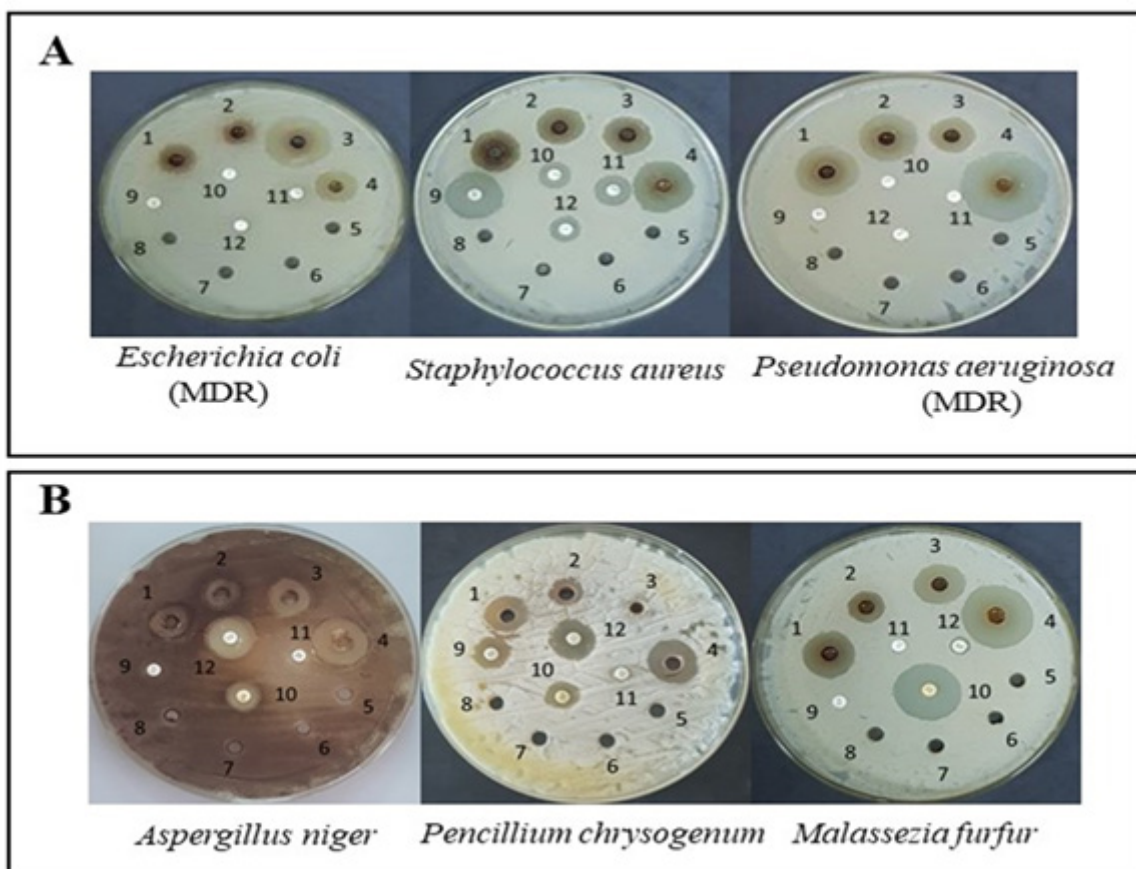 A
1 2 3 4 5 6 7 8 9 10 11 12
1 2 3 4 5 6 7 8 9 10 11 12
1 2 3 4 5 6 7 8 9 10 11 12
Escherichia coli
(MDR)
Staphylococcus aureus
Pseudomonas aeruginosa
(MDR)
B
1 2 3 4 5 6 7 8 9 10 11 12
1 2 3 4 5 6 7 8 9 10 11 12
1 2 3 4 5 6 7 8 9 10 11 12
Aspergillus niger
Pencillium chrysogenum
Malassezia furfur